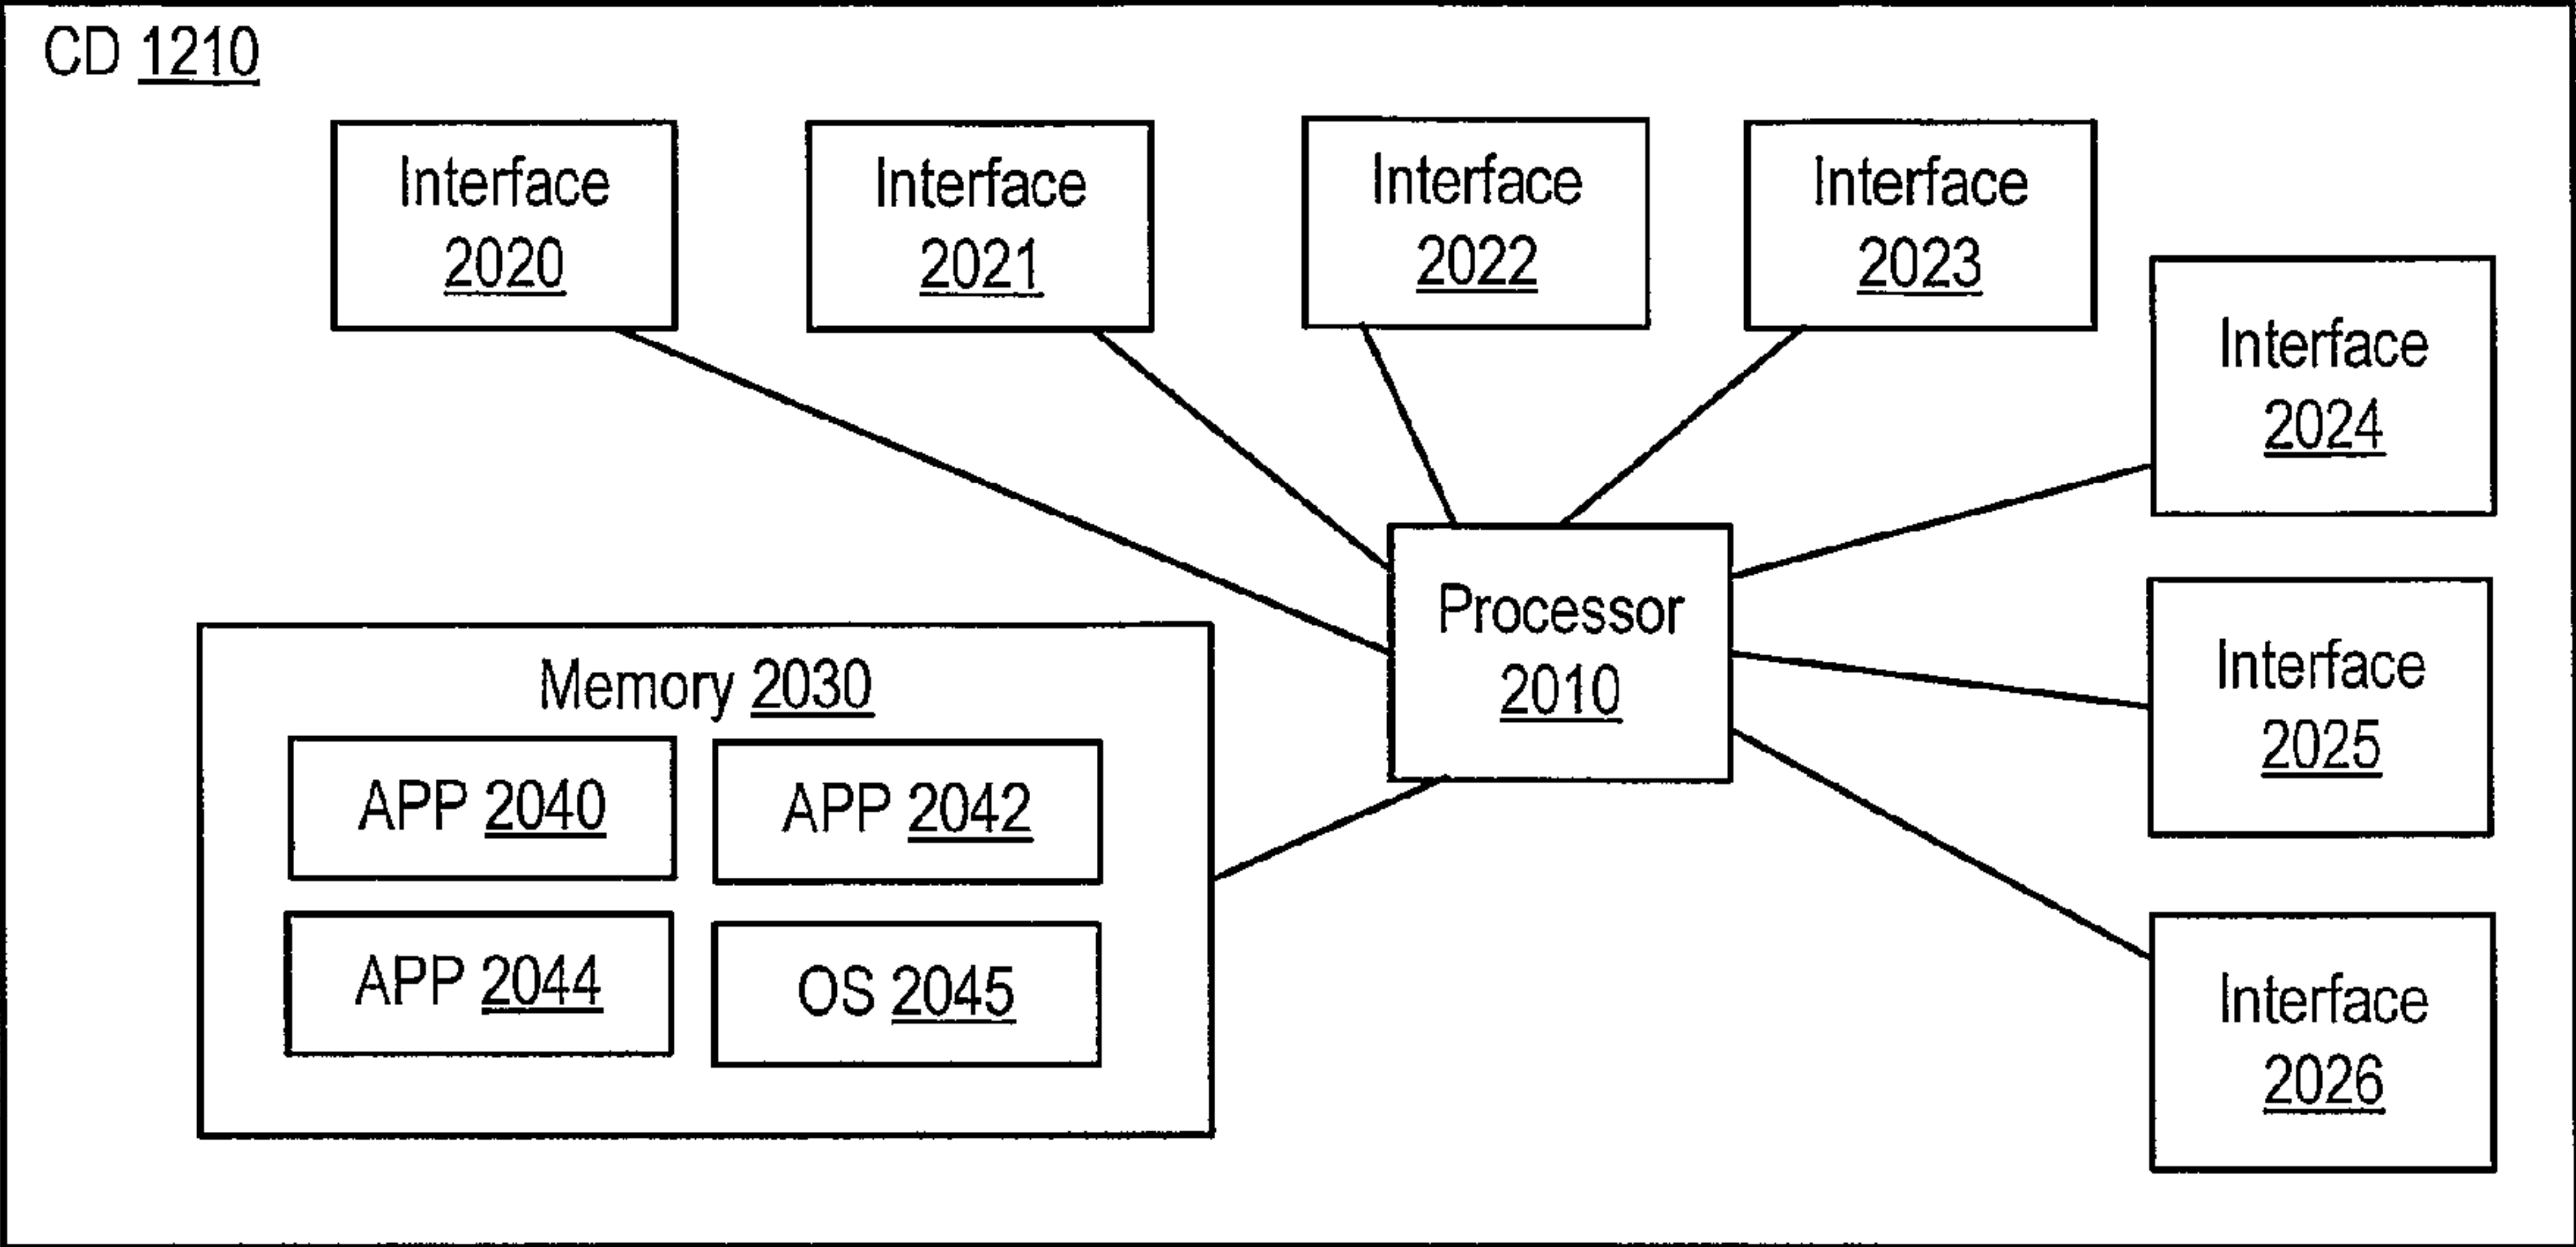 CD 1210
Interface
2020
Interface
2021
Interface
2022
Interface
2023
Interface
2024
Processor
2010
Interface
2025
Memory 2030
APP 2040
APP 2042
APP 2044
OS 2045
Interface
2026